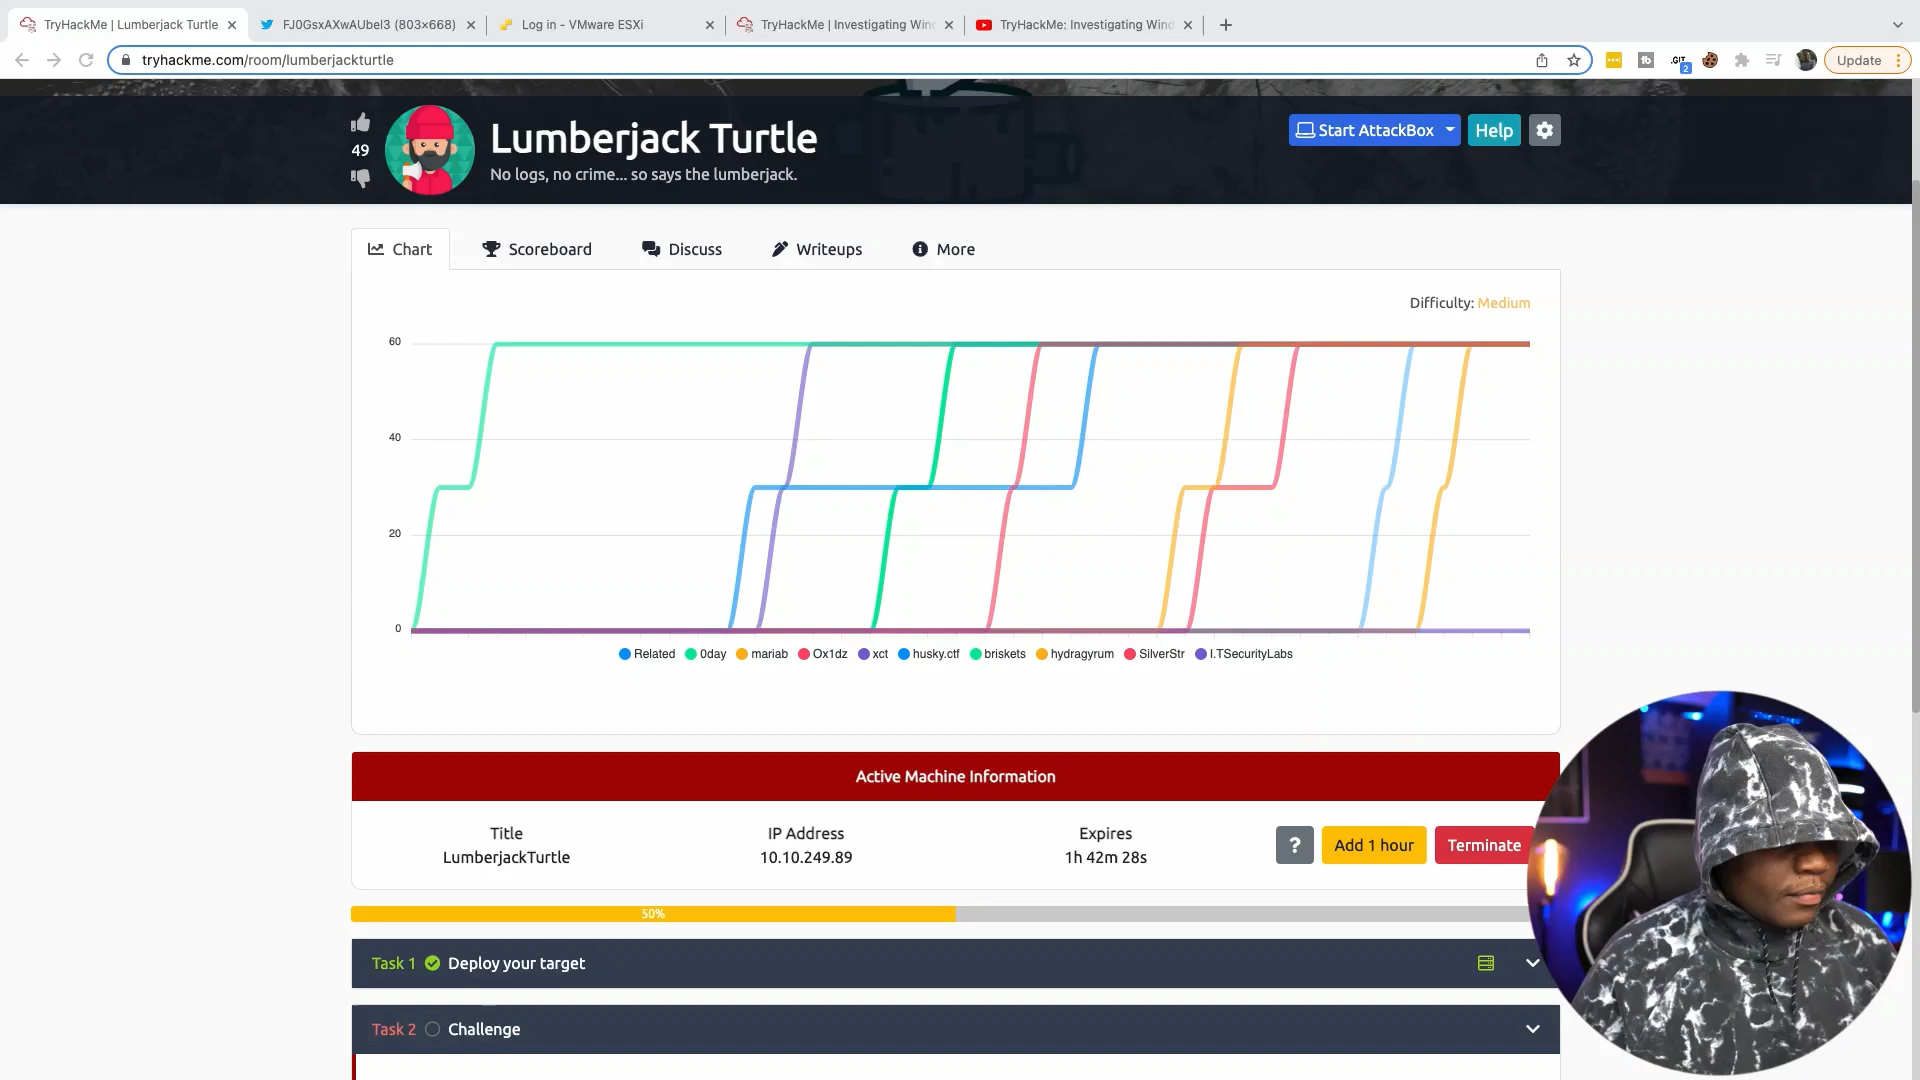 TryHackMe | Lumberjack Turtle
FJ0GsxAXwAUbel3 (803×668)
Log in - VMware ESXi
TryHackMe | Investigating Wind
TryHackMe: Investigating Wind
tryhackme.com/room/lumberjackturtle
.GIT
2
Update
49
Lumberjack Turtle
No logs, no crime... so says the lumberjack.
Start AttackBox
Help
Chart
Scoreboard
Discuss
Writeups
More
Difficulty: Medium
60
40
20
0
Related
0day
mariab
Ox1dz
xct
husky.ctf
briskets
hydragyrum
SilverStr
I.TSecurityLabs
Active Machine Information
Title
IP Address
Expires
LumberjackTurtle
10.10.249.89
1h 42m 28s
?
Add 1 hour
Terminate
50%
Task 1
Deploy your target
Task 2
Challenge